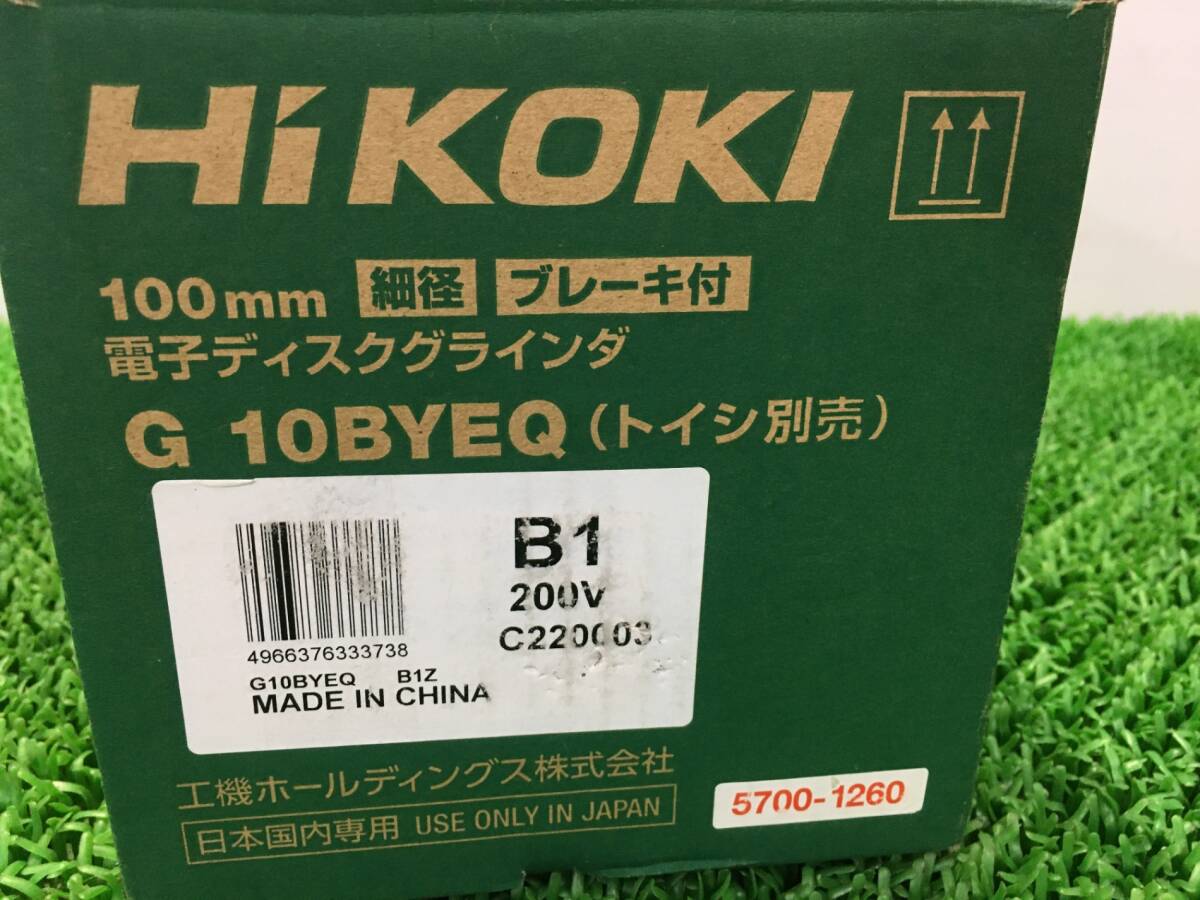 HiKOKI
100mm 細径 ブレーキ付
電子ディスクグラインダ
G 10BYEQ (トイシ別売)
B1
200V
4966376333738
G10BYEQ B1Z
MADE IN CHINA
工機ホールディングス株式会社
日本国内専用 USE ONLY IN JAPAN
5700-1260